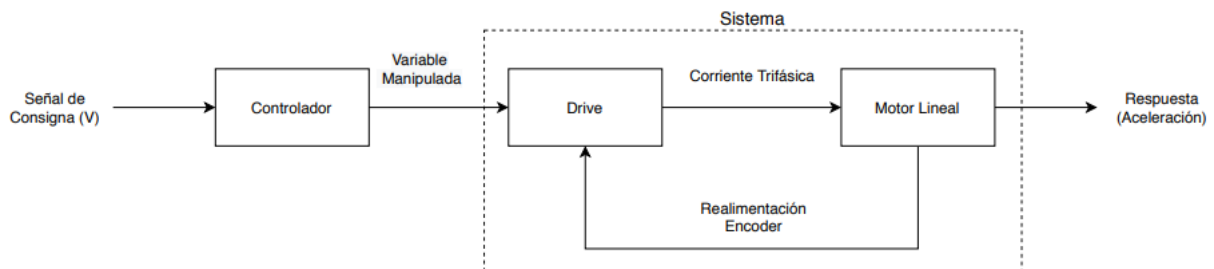 Sistema
Variable
Manipulada
Corriente Trifásica
Señal de
Consigna (V)
Controlador
Drive
Motor Lineal
Respuesta
(Aceleración)
Realimentación
Encoder